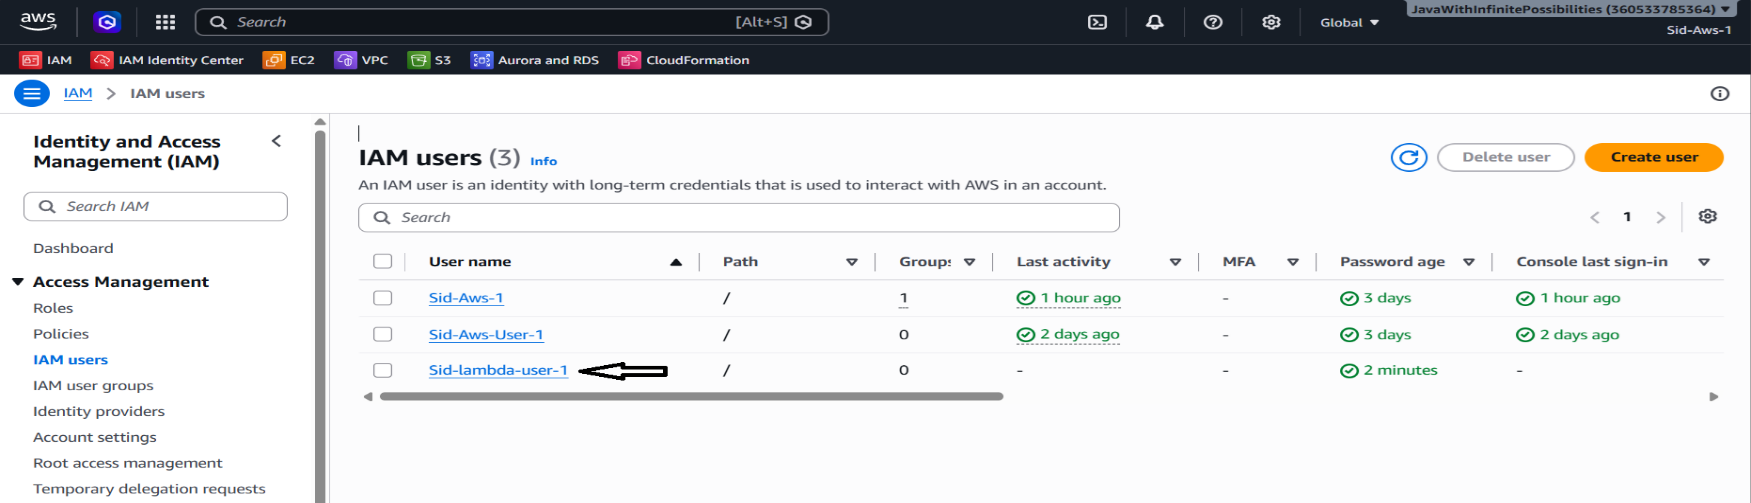 aws Search [Alt+S] Global JavaWithInfinitePossibilities (360533785364)
Sid-Aws-1
IAM IAM Identity Center EC2 VPC S3 Aurora and RDS CloudFormation
IAM > IAM users
Identity and Access
Management (IAM)
Search IAM
Dashboard
Access Management
Roles
Policies
IAM users
IAM user groups
Identity providers
Account settings
Root access management
Temporary delegation requests
IAM users (3) Info
Delete user Create user
An IAM user is an identity with long-term credentials that is used to interact with AWS in an account.
Search
1
User name Path Groups Last activity MFA Password age Console last sign-in
Sid-Aws-1 / 1 1 hour ago - 3 days 1 hour ago
Sid-Aws-User-1 / 0 2 days ago - 3 days 2 days ago
Sid-lambda-user-1 / 0 - - 2 minutes -